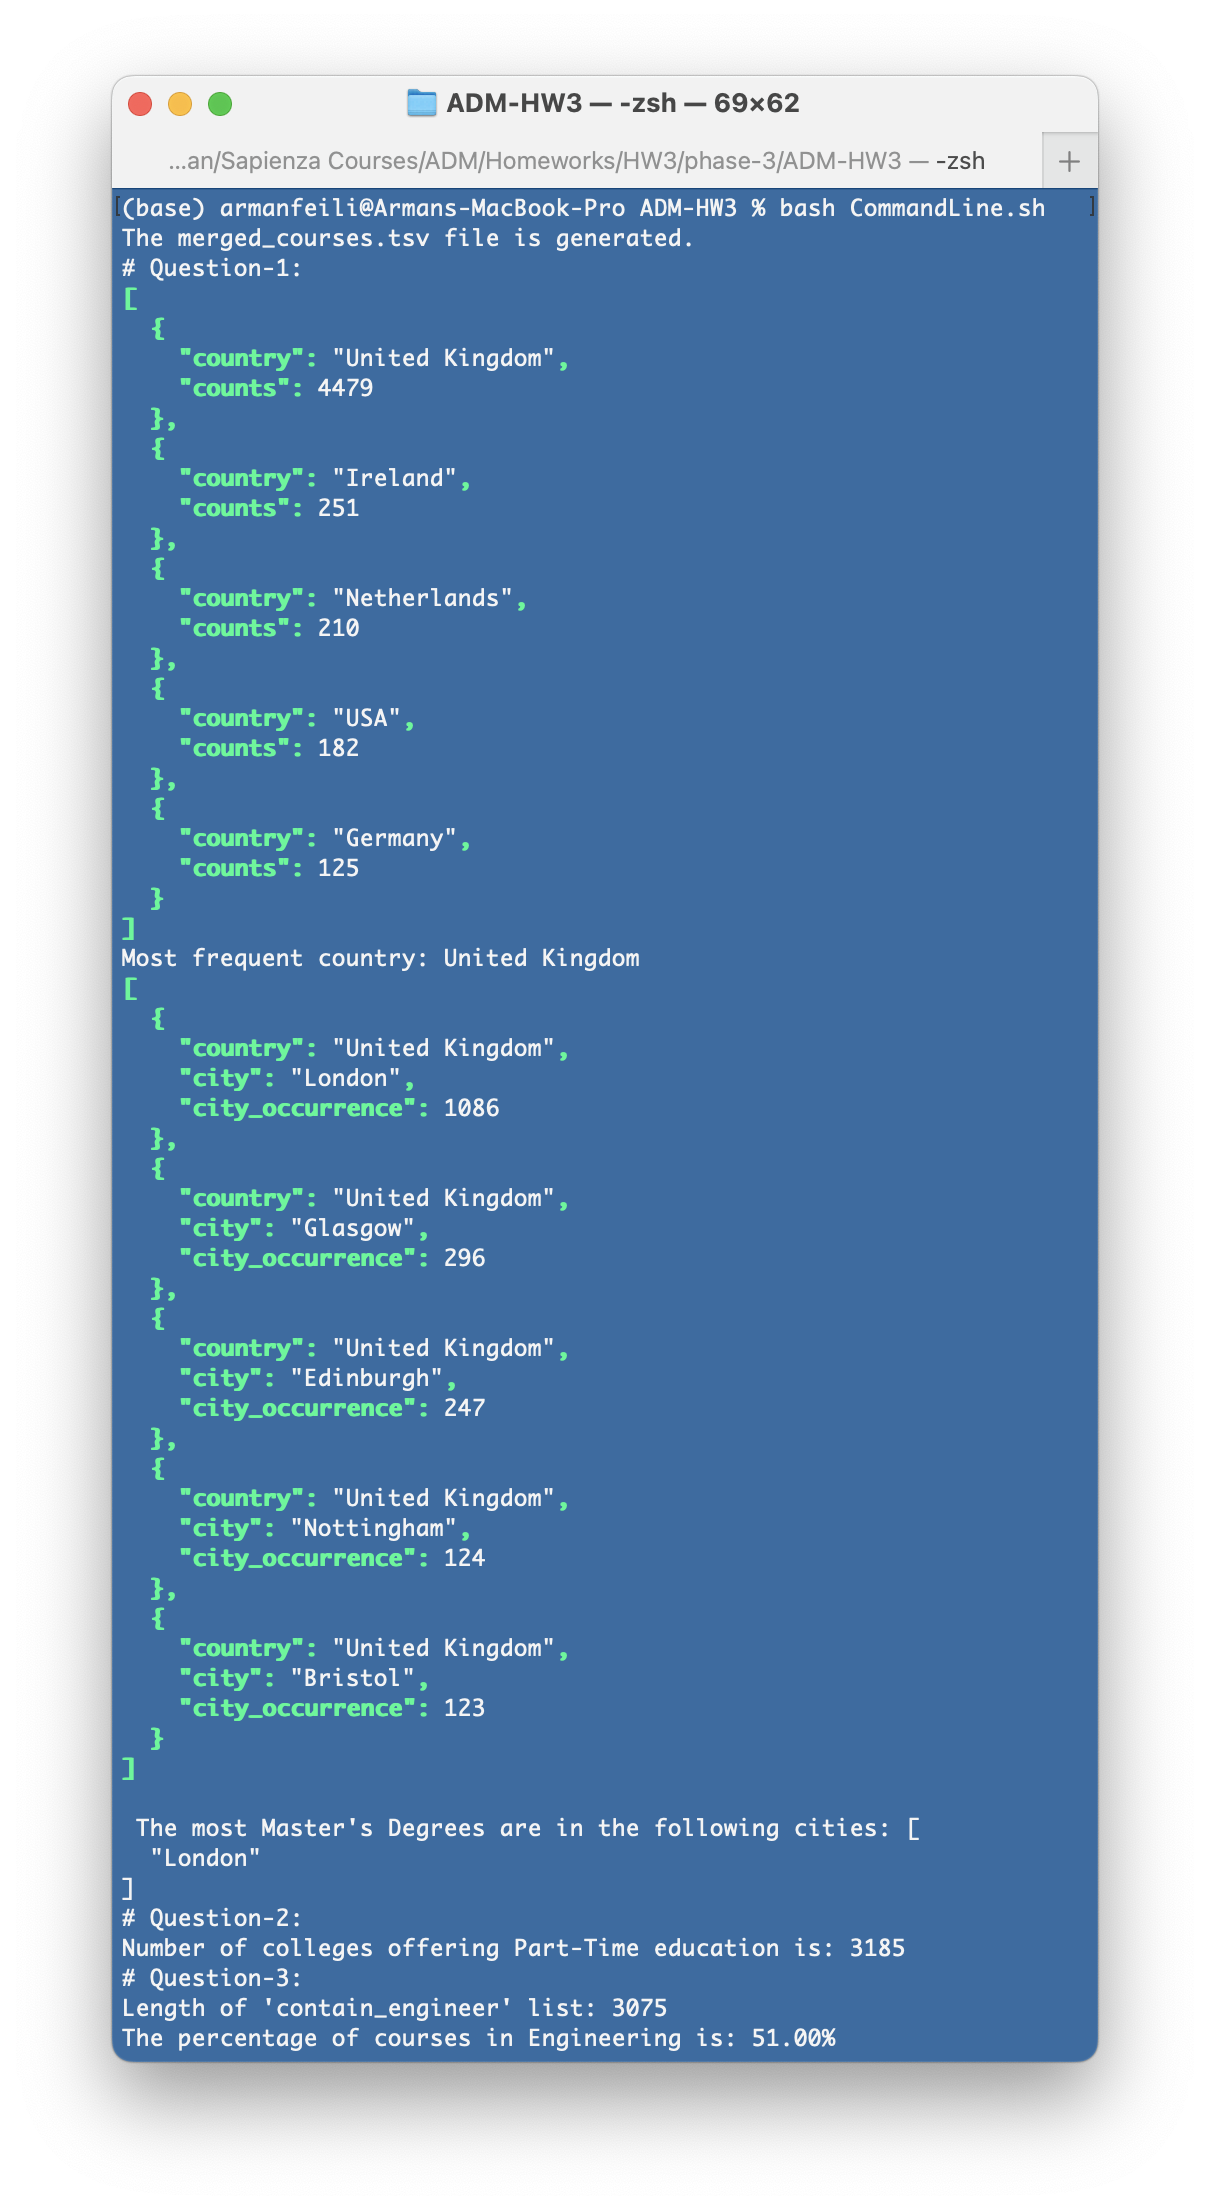 ADM-HW3 — -zsh — 69×62
...an/Sapienza Courses/ADM/Homeworks/HW3/phase-3/ADM-HW3 — -zsh
+
[(base) armanfeili@Armans-MacBook-Pro ADM-HW3 % bash CommandLine.sh ]
The merged_courses.tsv file is generated.
# Question-1:
[
  {
    "country": "United Kingdom",
    "counts": 4479
  },
  {
    "country": "Ireland",
    "counts": 251
  },
  {
    "country": "Netherlands",
    "counts": 210
  },
  {
    "country": "USA",
    "counts": 182
  },
  {
    "country": "Germany",
    "counts": 125
  }
]
Most frequent country: United Kingdom
[
  {
    "country": "United Kingdom",
    "city": "London",
    "city_occurrence": 1086
  },
  {
    "country": "United Kingdom",
    "city": "Glasgow",
    "city_occurrence": 296
  },
  {
    "country": "United Kingdom",
    "city": "Edinburgh",
    "city_occurrence": 247
  },
  {
    "country": "United Kingdom",
    "city": "Nottingham",
    "city_occurrence": 124
  },
  {
    "country": "United Kingdom",
    "city": "Bristol",
    "city_occurrence": 123
  }
]
 The most Master's Degrees are in the following cities: [
  "London"
]
# Question-2:
Number of colleges offering Part-Time education is: 3185
# Question-3:
Length of 'contain_engineer' list: 3075
The percentage of courses in Engineering is: 51.00%